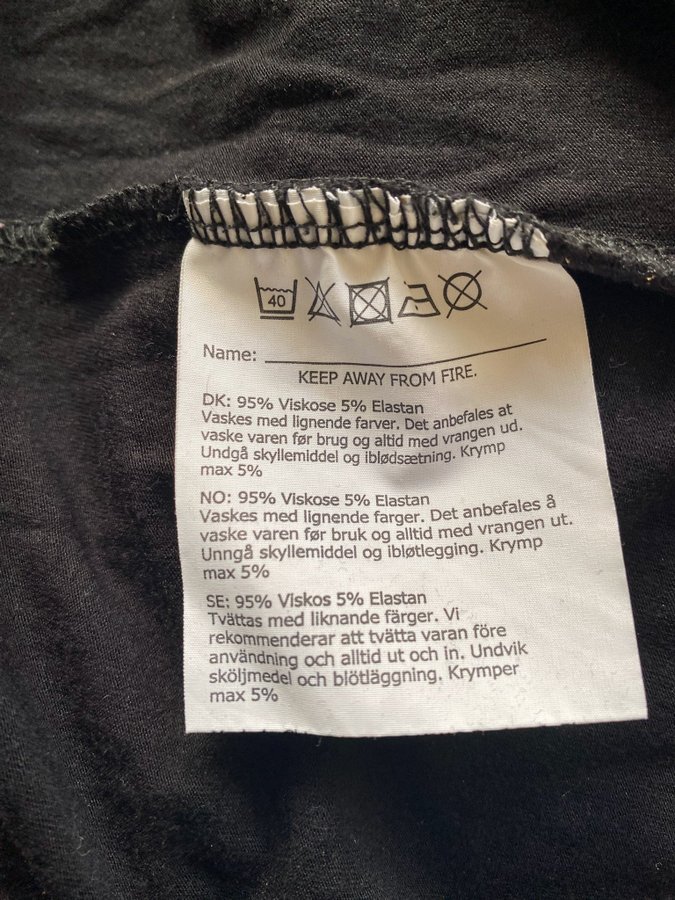 40
Name:
KEEP AWAY FROM FIRE.
DK: 95% Viskose 5% Elastan
Vaskes med lignende farver. Det anbefales at
vaske varen før brug og altid med vrangen ud.
Undgå skyllemiddel og iblødsætning. Krymp
max 5%
NO: 95% Viskose 5% Elastan
Vaskes med lignende farger. Det anbefales å
vaske varen før bruk og alltid med vrangen ut.
Unngå skyllemiddel og ibløtlegging. Krymp
max 5%
SE: 95% Viskos 5% Elastan
Tvättas med liknande färger. Vi
rekommenderar att tvätta varan före
användning och alltid ut och in. Undvik
sköljmedel och blötläggning. Krymper
max 5%